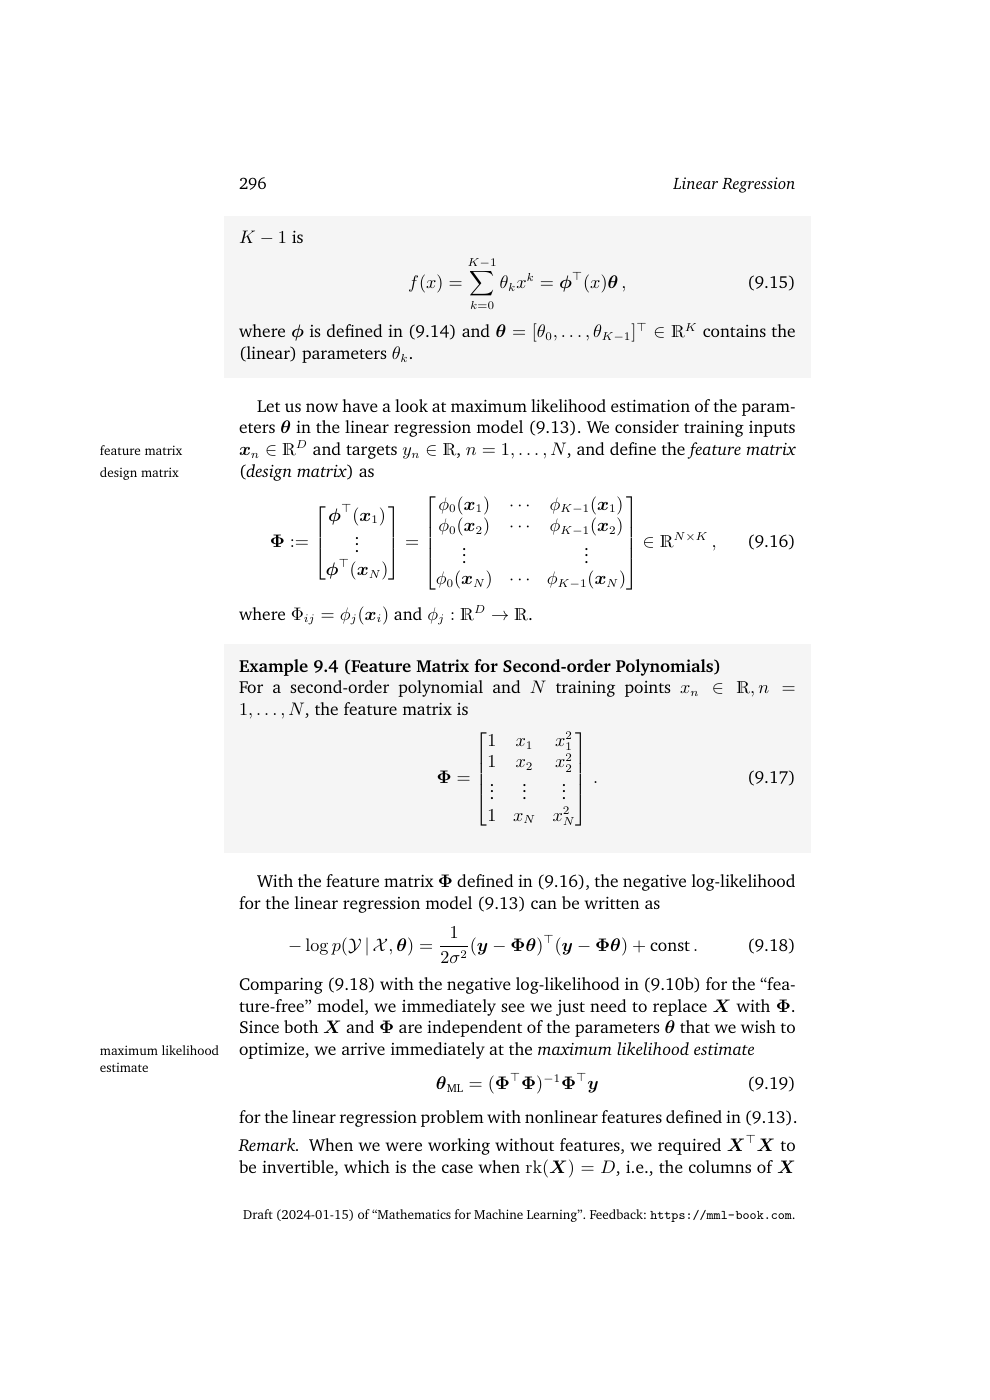 296 Linear Regression
K − 1 is
f(x) = ∑_{k=0}^{K−1} θ_k x^k = ϕ^⊤(x)θ , (9.15)
where ϕ is defined in (9.14) and θ = [θ_0, . . . , θ_{K−1}]^⊤ ∈ ℝ^K contains the
(linear) parameters θ_k.
Let us now have a look at maximum likelihood estimation of the param-
eters θ in the linear regression model (9.13). We consider training inputs
feature matrix
x_n ∈ ℝ^D and targets y_n ∈ ℝ, n = 1, . . . , N, and define the feature matrix
design matrix
(design matrix) as
Φ := [ϕ^⊤(x_1) ⋮ ϕ^⊤(x_N)] = [ϕ_0(x_1) ··· ϕ_{K−1}(x_1) ϕ_0(x_2) ··· ϕ_{K−1}(x_2) ⋮ ⋮ ϕ_0(x_N) ··· ϕ_{K−1}(x_N)] ∈ ℝ^{N×K} , (9.16)
where Φ_{ij} = ϕ_j(x_i) and ϕ_j : ℝ^D → ℝ.
Example 9.4 (Feature Matrix for Second-order Polynomials)
For a second-order polynomial and N training points x_n ∈ ℝ, n =
1, . . . , N, the feature matrix is
Φ = [1 x_1 x_1^2 1 x_2 x_2^2 ⋮ ⋮ ⋮ 1 x_N x_N^2] . (9.17)
With the feature matrix Φ defined in (9.16), the negative log-likelihood
for the linear regression model (9.13) can be written as
− log p(𝒴 | 𝒳, θ) = 1/(2σ^2) (y − Φθ)^⊤(y − Φθ) + const . (9.18)
Comparing (9.18) with the negative log-likelihood in (9.10b) for the “fea-
ture-free” model, we immediately see we just need to replace X with Φ.
Since both X and Φ are independent of the parameters θ that we wish to
maximum likelihood
estimate
optimize, we arrive immediately at the maximum likelihood estimate
θ_ML = (Φ^⊤Φ)^{−1}Φ^⊤y (9.19)
for the linear regression problem with nonlinear features defined in (9.13).
Remark. When we were working without features, we required X^⊤X to
be invertible, which is the case when rk(X) = D, i.e., the columns of X
Draft (2024-01-15) of “Mathematics for Machine Learning”. Feedback: https://mml-book.com.